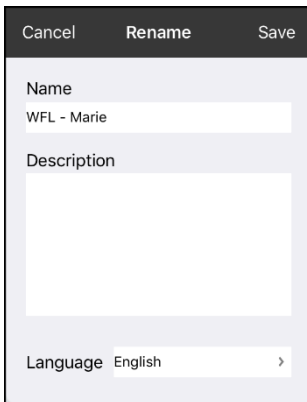 Cancel Rename Save
Name
WFL - Marie
Description
Language English >